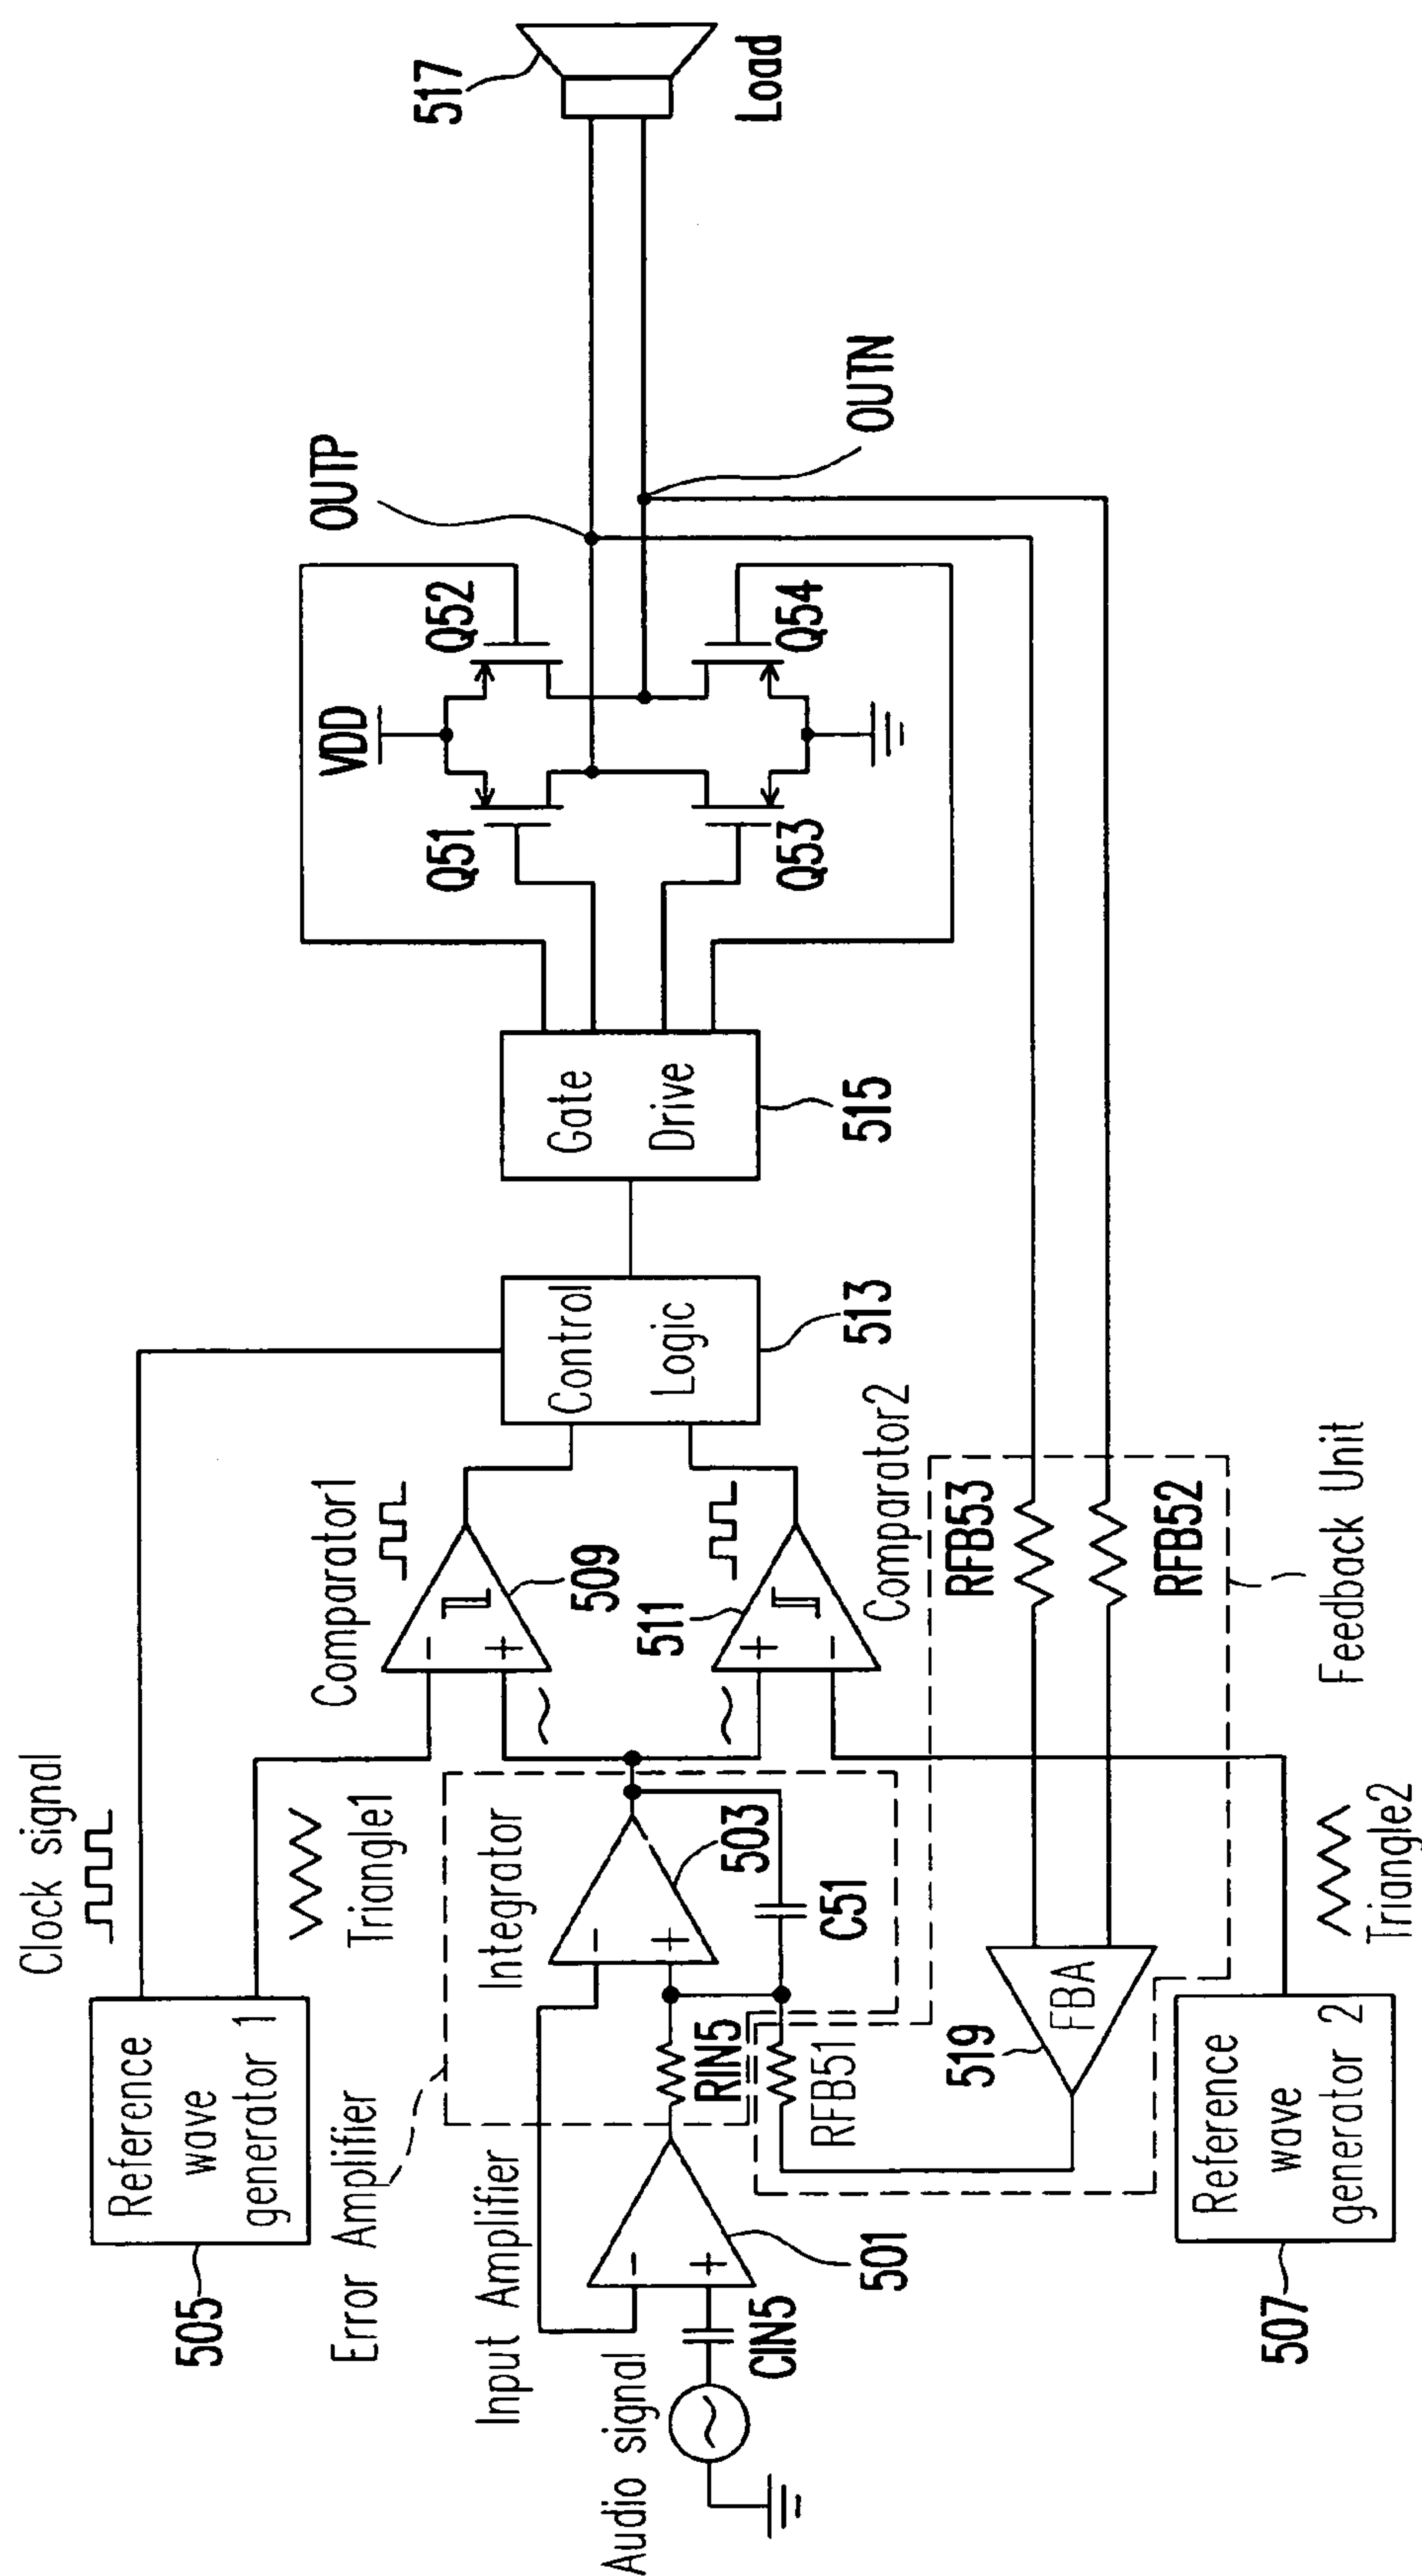 Clock signal
Reference
wave
generator 1
505
Triangle1
Error Amplifier
Integrator
503
C51
Input Amplifier
RIN5
RFB51
501
Audio signal
CIN5
Comparator1
509
511
Comparator2
Control
Logic
513
Gate
Drive
515
VDD
Q51
Q52
Q53
Q54
OUTP
OUTN
517
Load
RFB53
RFB52
Feedback Unit
519
FBA
Reference
wave
generator 2
507
Triangle2